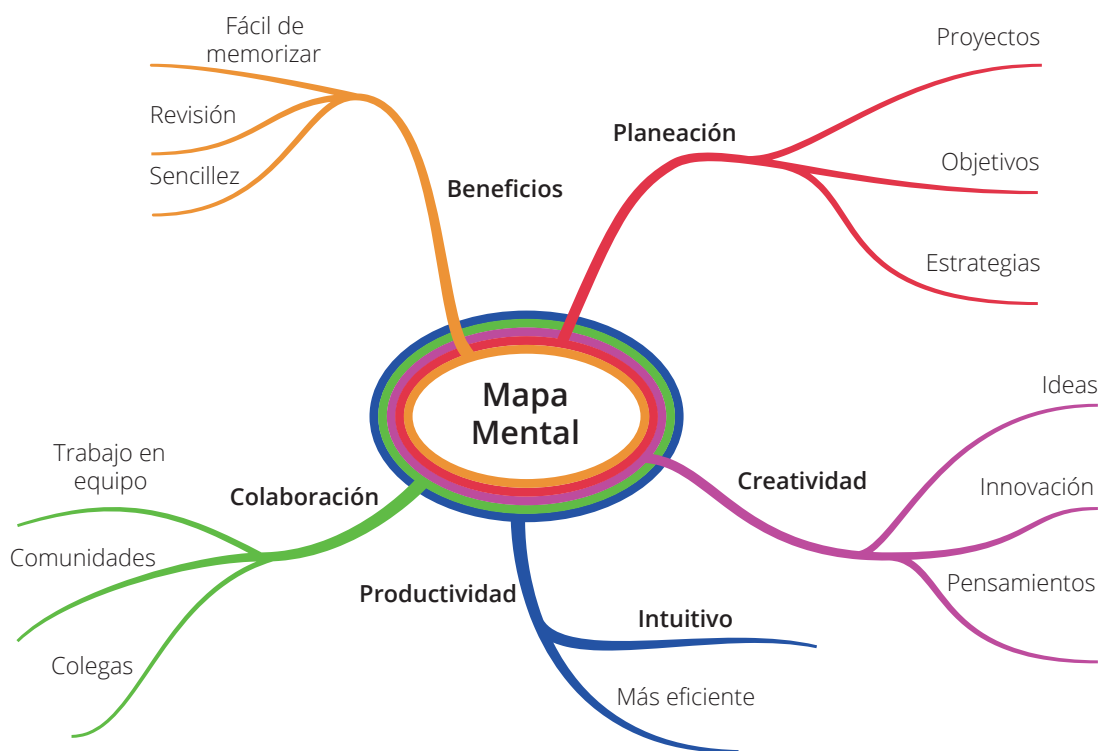 Mapa
Mental
Beneficios
Fácil de
memorizar
Revisión
Sencillez
Planeación
Proyectos
Objetivos
Estrategias
Creatividad
Ideas
Innovación
Pensamientos
Productividad
Intuitivo
Más eficiente
Colaboración
Trabajo en
equipo
Comunidades
Colegas